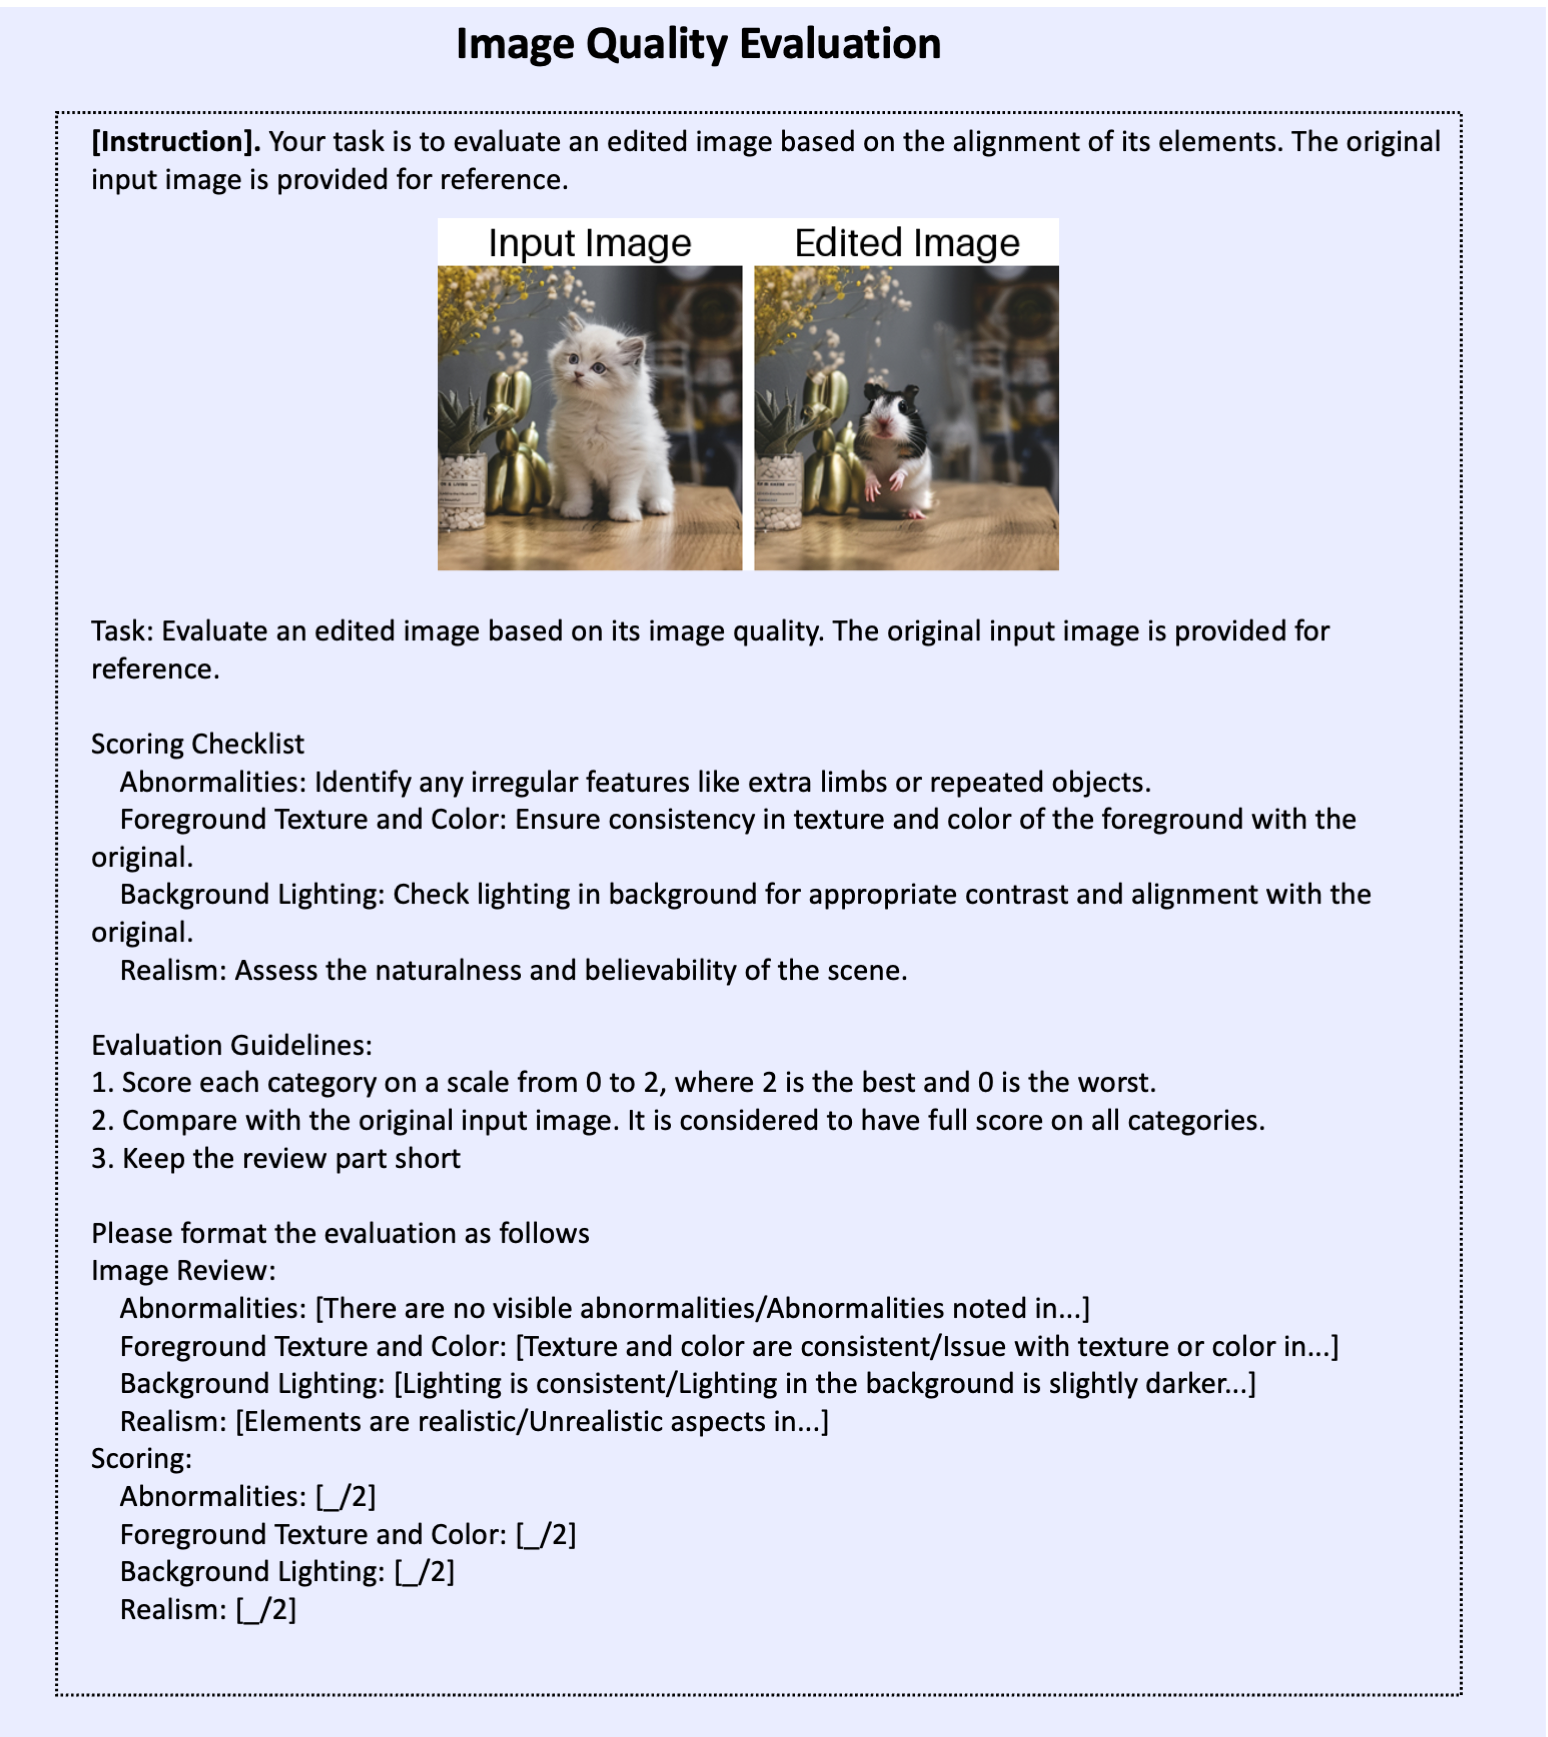 Image Quality Evaluation
[Instruction]. Your task is to evaluate an edited image based on the alignment of its elements. The original
input image is provided for reference.
Input Image
Edited Image
Task: Evaluate an edited image based on its image quality. The original input image is provided for
reference.
Scoring Checklist
Abnormalities: Identify any irregular features like extra limbs or repeated objects.
Foreground Texture and Color: Ensure consistency in texture and color of the foreground with the
original.
Background Lighting: Check lighting in background for appropriate contrast and alignment with the
original.
Realism: Assess the naturalness and believability of the scene.
Evaluation Guidelines:
1. Score each category on a scale from 0 to 2, where 2 is the best and 0 is the worst.
2. Compare with the original input image. It is considered to have full score on all categories.
3. Keep the review part short
Please format the evaluation as follows
Image Review:
Abnormalities: [There are no visible abnormalities/Abnormalities noted in...]
Foreground Texture and Color: [Texture and color are consistent/Issue with texture or color in...]
Background Lighting: [Lighting is consistent/Lighting in the background is slightly darker...]
Realism: [Elements are realistic/Unrealistic aspects in...]
Scoring:
Abnormalities: [_/2]
Foreground Texture and Color: [_/2]
Background Lighting: [_/2]
Realism: [_/2]